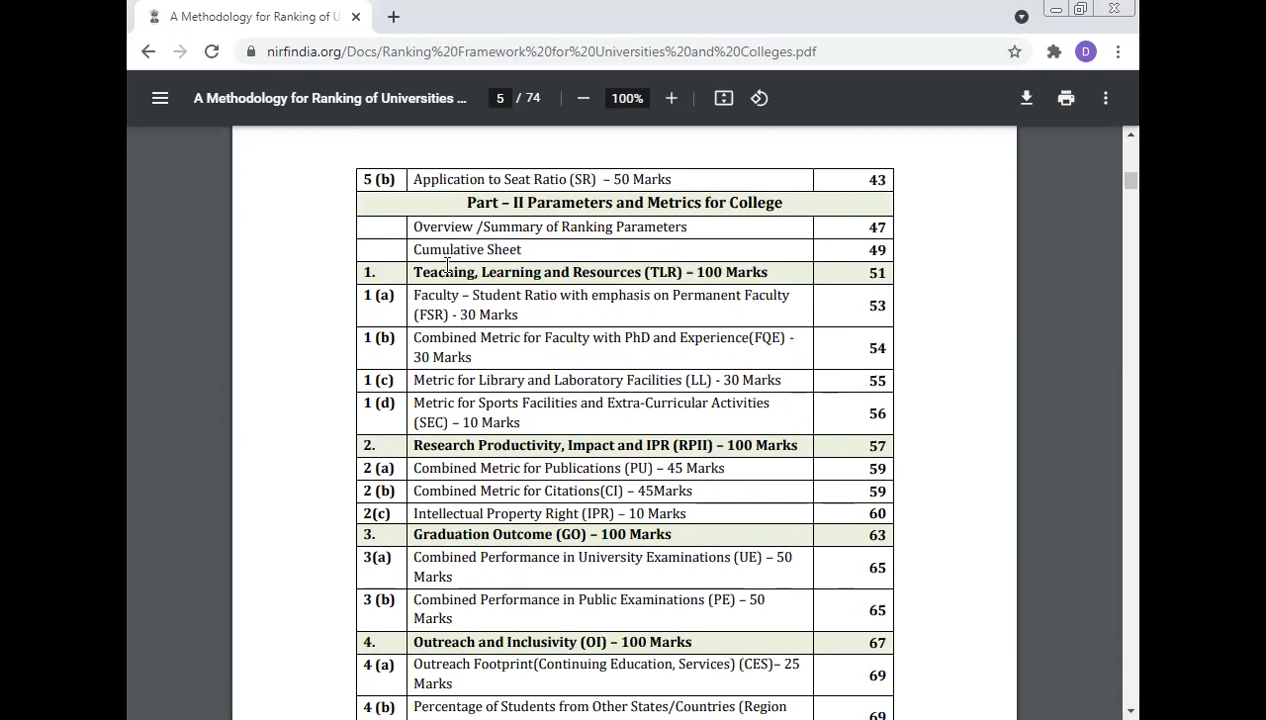 A Methodology for Ranking of U
nirfindia.org/Docs/Ranking%20Framework%20for%20Universities%20and%20Colleges.pdf
D
A Methodology for Ranking of Universities ...
5 / 74
100%
5 (b) Application to Seat Ratio (SR) – 50 Marks 43
Part – II Parameters and Metrics for College
Overview /Summary of Ranking Parameters 47
Cumulative Sheet 49
1. Teaching, Learning and Resources (TLR) – 100 Marks 51
1 (a) Faculty – Student Ratio with emphasis on Permanent Faculty
(FSR) - 30 Marks 53
1 (b) Combined Metric for Faculty with PhD and Experience(FQE) -
30 Marks 54
1 (c) Metric for Library and Laboratory Facilities (LL) - 30 Marks 55
1 (d) Metric for Sports Facilities and Extra-Curricular Activities
(SEC) – 10 Marks 56
2. Research Productivity, Impact and IPR (RPII) – 100 Marks 57
2 (a) Combined Metric for Publications (PU) – 45 Marks 59
2 (b) Combined Metric for Citations(CI) – 45Marks 59
2(c) Intellectual Property Right (IPR) – 10 Marks 60
3. Graduation Outcome (GO) – 100 Marks 63
3(a) Combined Performance in University Examinations (UE) – 50
Marks 65
3 (b) Combined Performance in Public Examinations (PE) – 50
Marks 65
4. Outreach and Inclusivity (OI) – 100 Marks 67
4 (a) Outreach Footprint(Continuing Education, Services) (CES)– 25
Marks 69
4 (b) Percentage of Students from Other States/Countries (Region
69